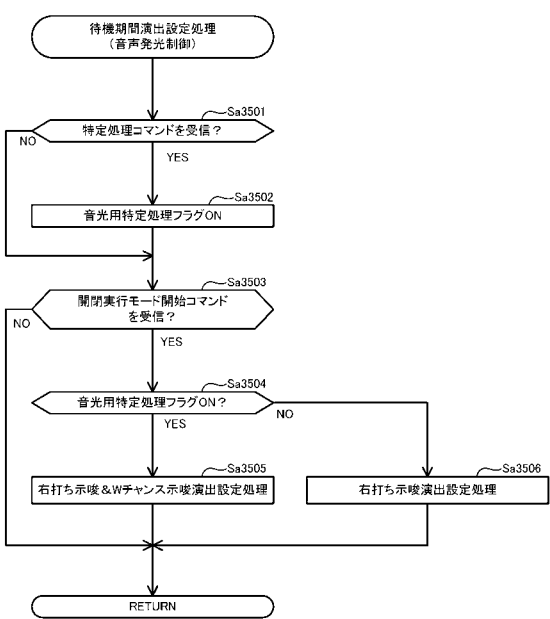 待機期間演出設定処理
(音声発光制御)
Sa3501
特定処理コマンドを受信？
NO
YES
Sa3502
音光用特定処理フラグON
Sa3503
開閉実行モード開始コマンド
を受信？
NO
YES
Sa3504
音光用特定処理フラグON？
NO
YES
Sa3505
右打ち示唆＆Wチャンス示唆演出設定処理
Sa3506
右打ち示唆演出設定処理
RETURN